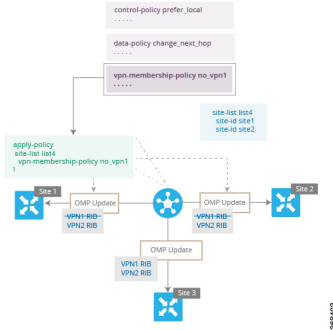 control-policy prefer_local
. . . . .
data-policy change_next_hop
. . . . .
vpn-membership-policy no_vpn1
. . . . .
site-list list4
site-id site1
site-id site2
apply-policy
site-list list4
vpn-membership-policy no_vpn1
!
Site 1
OMP Update
VPN1 RIB
VPN2 RIB
OMP Update
VPN1 RIB
VPN2 RIB
Site 2
OMP Update
VPN1 RIB
VPN2 RIB
Site 3